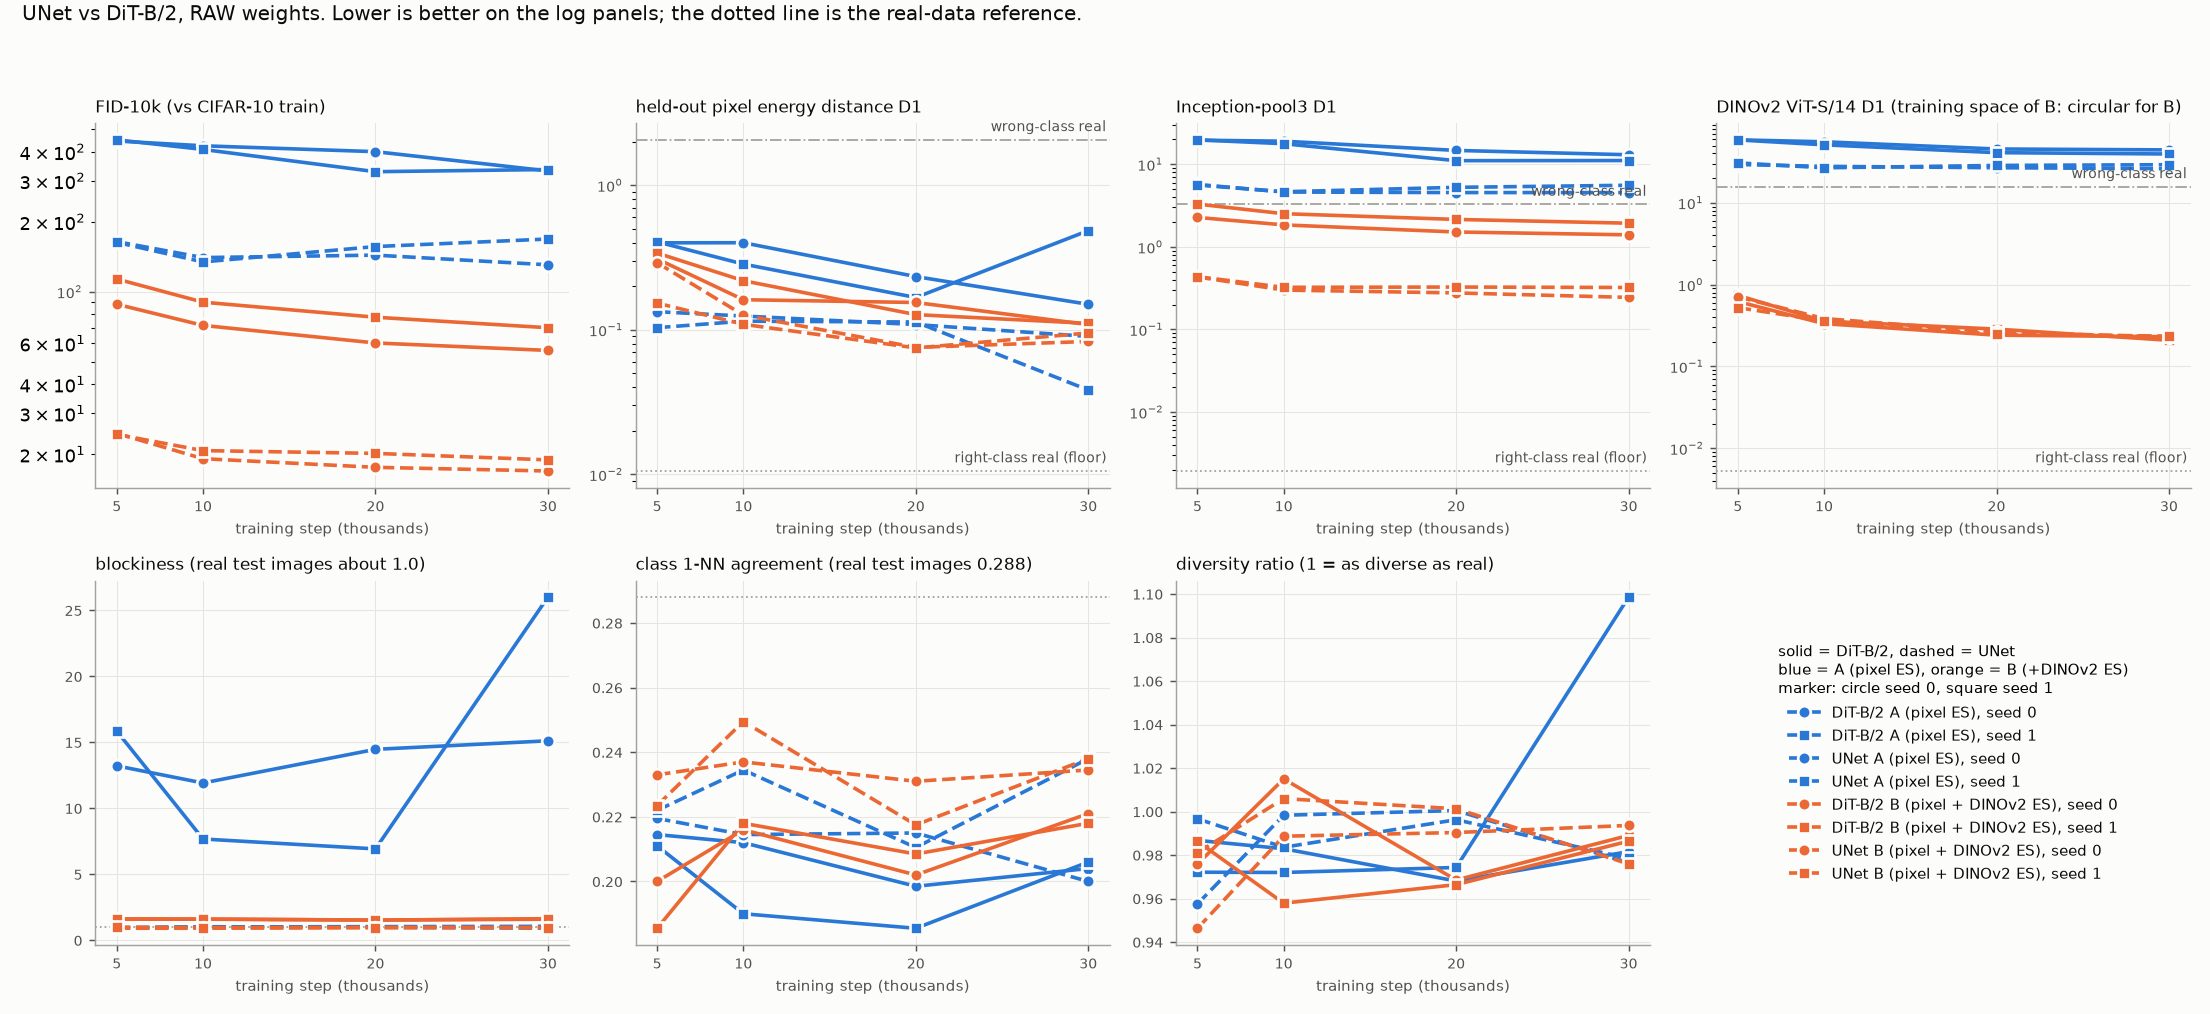 UNet vs DiT-B/2, RAW weights. Lower is better on the log panels; the dotted line is the real-data reference.
FID-10k (vs CIFAR-10 train)
4 × 10²
3 × 10²
2 × 10²
10²
6 × 10¹
4 × 10¹
3 × 10¹
2 × 10¹
5 10 20 30
training step (thousands)
held-out pixel energy distance D1
wrong-class real
10⁰
10⁻¹
right-class real (floor)
10⁻²
5 10 20 30
training step (thousands)
Inception-pool3 D1
10¹
wrong-class real
10⁰
10⁻¹
10⁻²
right-class real (floor)
5 10 20 30
training step (thousands)
DINOv2 ViT-S/14 D1 (training space of B: circular for B)
wrong-class real
10¹
10⁰
10⁻¹
10⁻²
right-class real (floor)
5 10 20 30
training step (thousands)
blockiness (real test images about 1.0)
25
20
15
10
5
0
5 10 20 30
training step (thousands)
class 1-NN agreement (real test images 0.288)
0.28
0.26
0.24
0.22
0.20
5 10 20 30
training step (thousands)
diversity ratio (1 = as diverse as real)
1.10
1.08
1.06
1.04
1.02
1.00
0.98
0.96
0.94
5 10 20 30
training step (thousands)
solid = DiT-B/2, dashed = UNet
blue = A (pixel ES), orange = B (+DINOv2 ES)
marker: circle seed 0, square seed 1
DiT-B/2 A (pixel ES), seed 0
DiT-B/2 A (pixel ES), seed 1
UNet A (pixel ES), seed 0
UNet A (pixel ES), seed 1
DiT-B/2 B (pixel + DINOv2 ES), seed 0
DiT-B/2 B (pixel + DINOv2 ES), seed 1
UNet B (pixel + DINOv2 ES), seed 0
UNet B (pixel + DINOv2 ES), seed 1